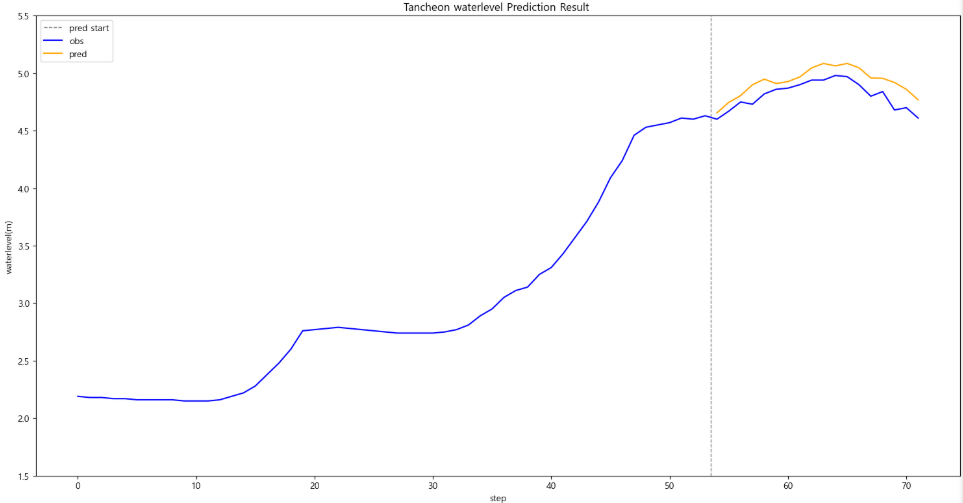 Tancheon waterlevel Prediction Result
pred start
obs
pred
5.5
5.0
4.5
4.0
3.5
3.0
2.5
2.0
1.5
waterlevel(m)
0 10 20 30 40 50 60 70
step